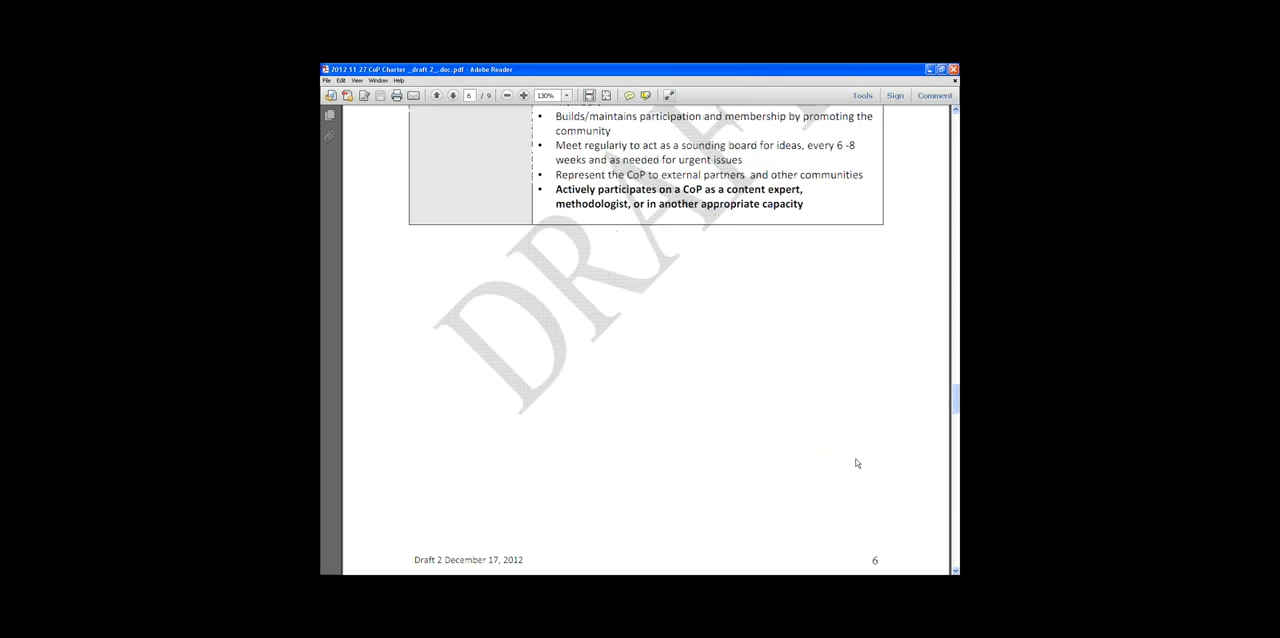 2012 11 27 CoP Charter _draft 2_.doc.pdf - Adobe Reader
File Edit View Window Help
6 / 9 130% Tools Sign Comment
• Builds/maintains participation and membership by promoting the
community
• Meet regularly to act as a sounding board for ideas, every 6 -8
weeks and as needed for urgent issues
• Represent the CoP to external partners and other communities
• Actively participates on a CoP as a content expert,
methodologist, or in another appropriate capacity
DRAFT
Draft 2 December 17, 2012
6